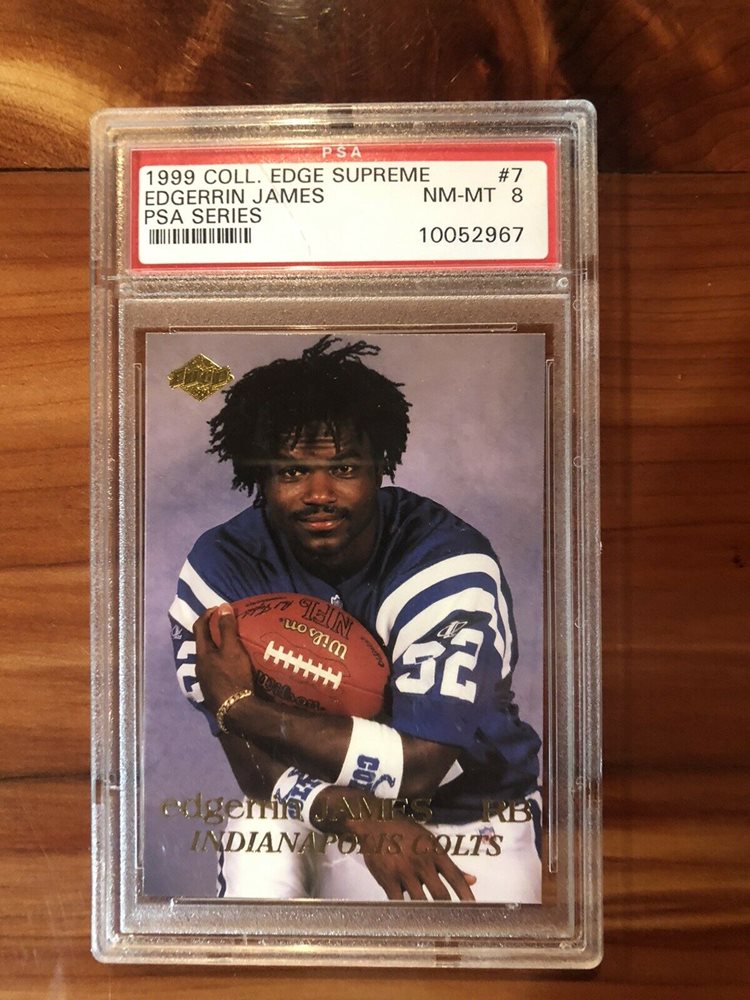 PSA
1999 COLL. EDGE SUPREME #7
EDGERRIN JAMES NM-MT 8
PSA SERIES
10052967
NFL
Wilson
32
COL
edgerrin JAMES RB
INDIANAPOLIS COLTS